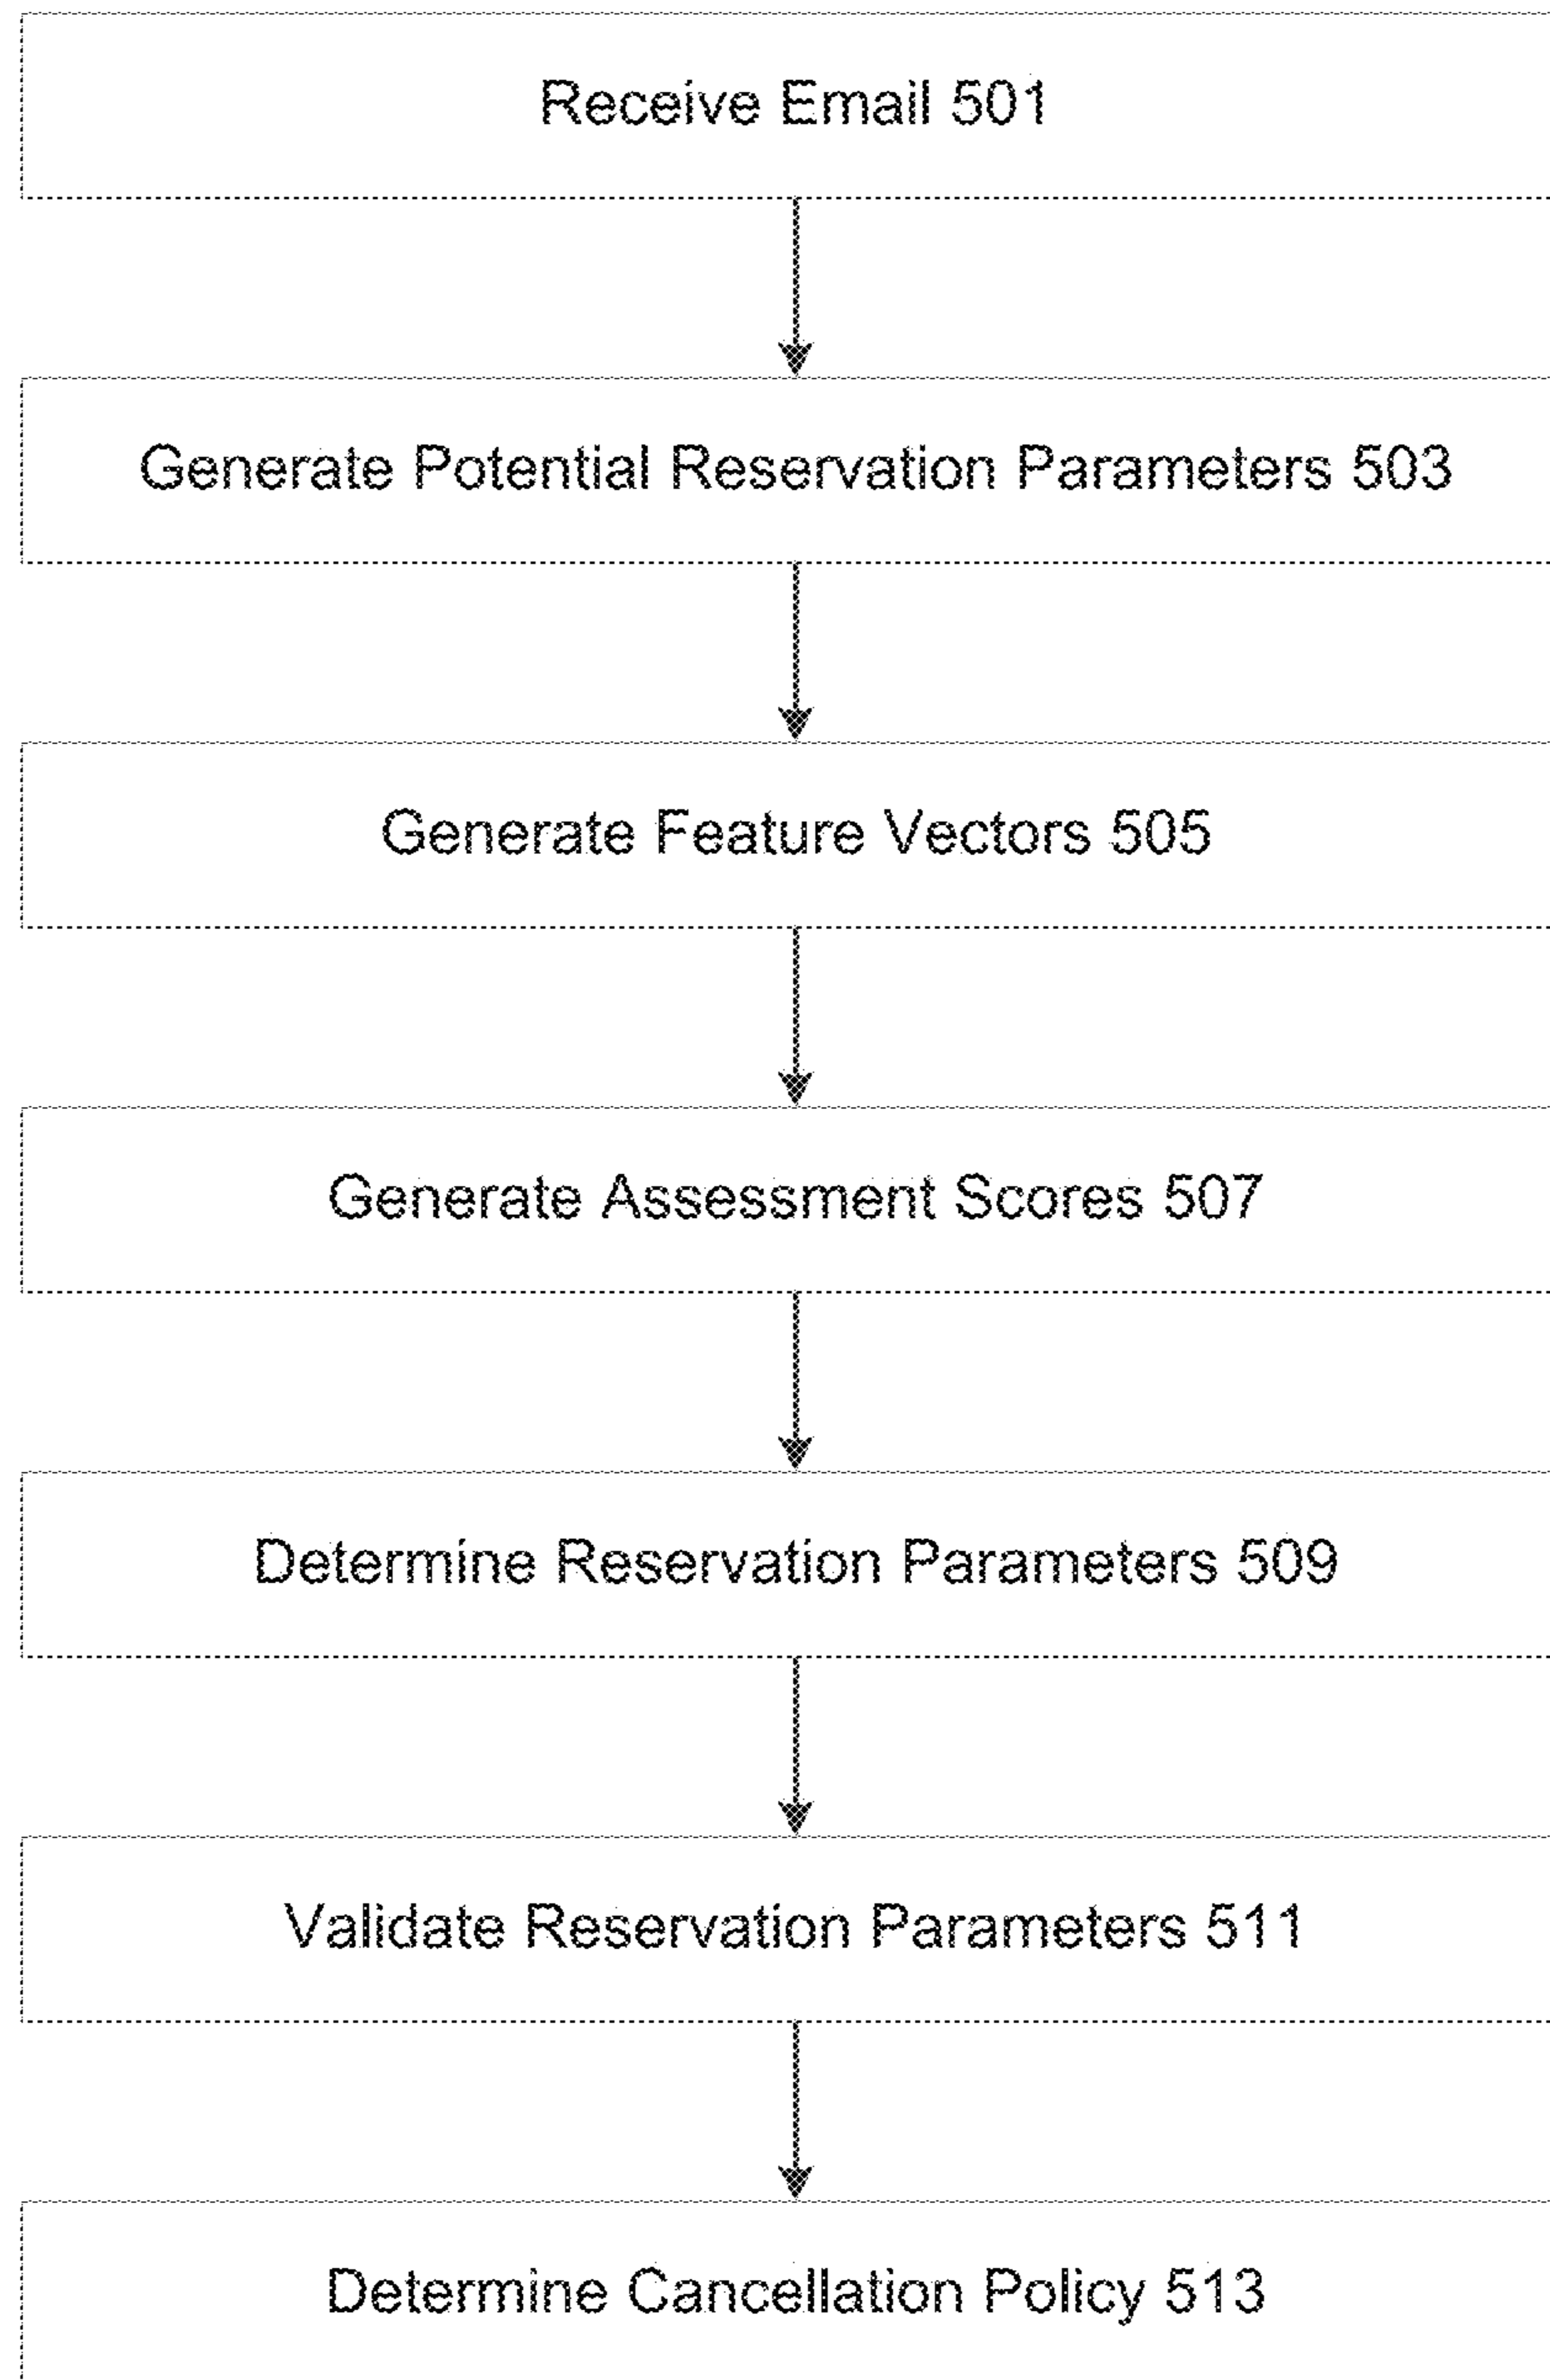 Receive Email 501
Generate Potential Reservation Parameters 503
Generate Feature Vectors 505
Generate Assessment Scores 507
Determine Reservation Parameters 509
Validate Reservation Parameters 511
Determine Cancellation Policy 513